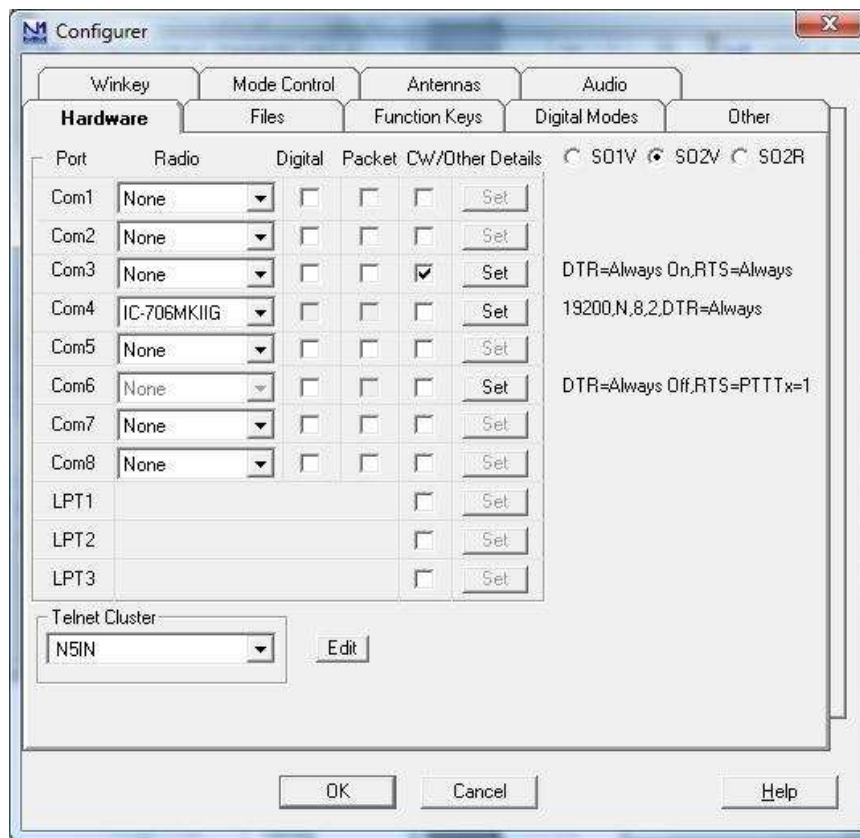 N1 Configurer
Winkey Mode Control Antennas Audio
Hardware Files Function Keys Digital Modes Other
Port Radio Digital Packet CW/Other Details SO1V SO2V SO2R
Com1 None Set
Com2 None Set
Com3 None Set DTR=Always On,RTS=Always
Com4 IC-706MKIIG Set 19200,N,8,2,DTR=Always
Com5 None Set
Com6 None Set DTR=Always Off,RTS=PTTTx=1
Com7 None Set
Com8 None Set
LPT1 Set
LPT2 Set
LPT3 Set
Telnet Cluster
N5IN Edit
OK Cancel Help